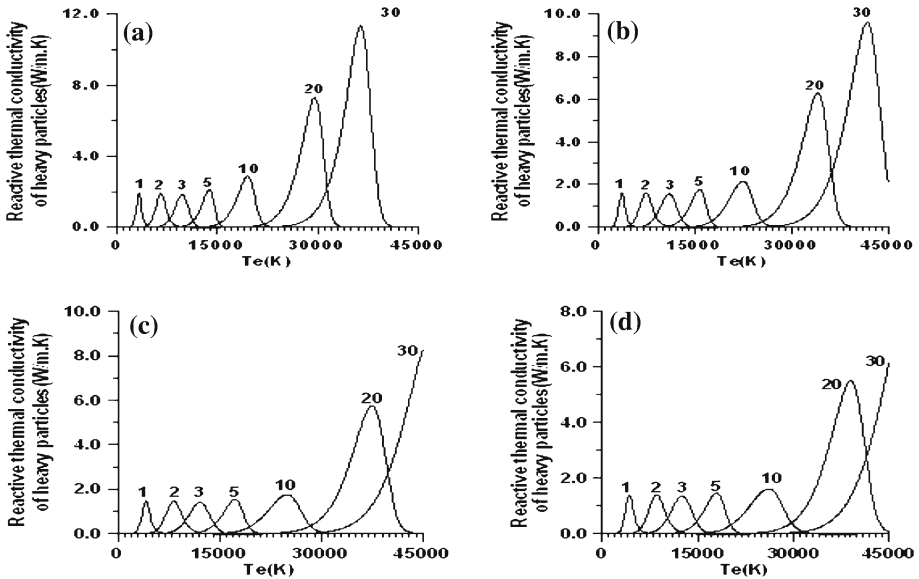 (a)
Reactive thermal conductivity
of heavy particles(W/m.K)
12.0
8.0
4.0
0.0
1 2 3 5 10 20 30
0 15000 30000 45000
Te(K)
(b)
Reactive thermal conductivity
of heavy particles(W/m.K)
10.0
8.0
6.0
4.0
2.0
0.0
1 2 3 5 10 20 30
0 15000 30000 45000
Te(K)
(c)
Reactive thermal conductivity
of heavy particles(W/m.K)
10.0
8.0
6.0
4.0
2.0
0.0
1 2 3 5 10 20 30
0 15000 30000 45000
Te(K)
(d)
Reactive thermal conductivity
of heavy particles(W/m.K)
8.0
6.0
4.0
2.0
0.0
1 2 3 5 10 20 30
0 15000 30000 45000
Te(K)